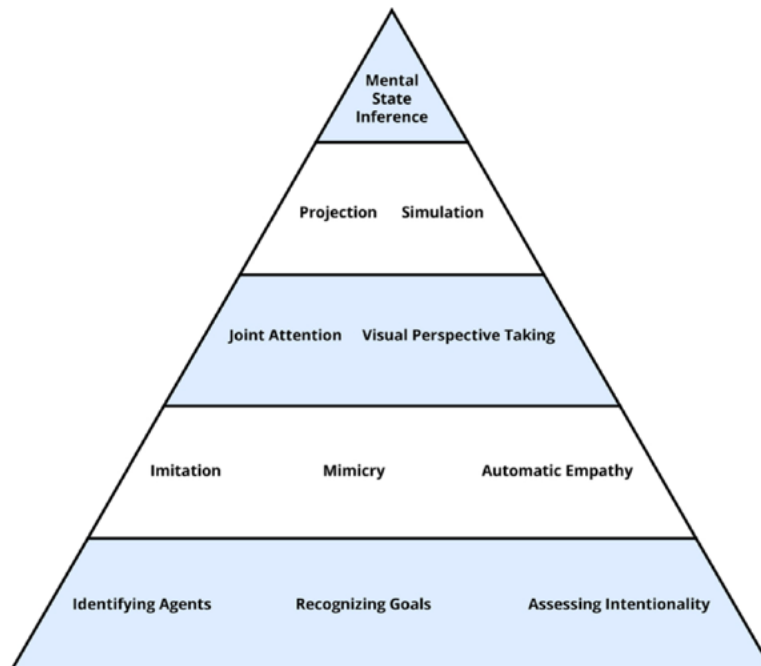 Mental
State
Inference
Projection Simulation
Joint Attention Visual Perspective Taking
Imitation Mimicry Automatic Empathy
Identifying Agents Recognizing Goals Assessing Intentionality